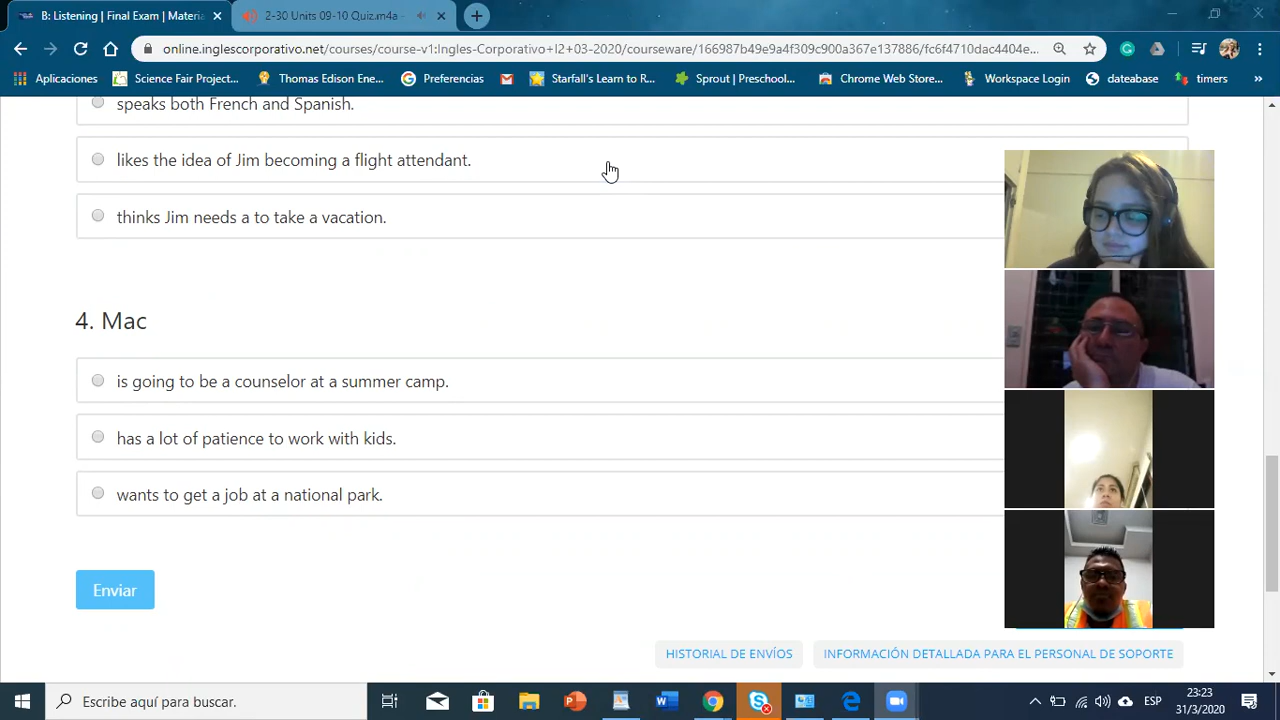 B: Listening | Final Exam | Materia
2-30 Units 09-10 Quiz.m4a -
online.inglescorporativo.net/courses/course-v1:Ingles-Corporativo+I2+03-2020/courseware/166987b49e9a4f309c900a367e137886/fc6f4710dac4404e...
Aplicaciones Science Fair Project... Thomas Edison Ene... Preferencias Starfall's Learn to R... Sprout | Preschool... Chrome Web Store... Workspace Login dateabase timers
speaks both French and Spanish.
likes the idea of Jim becoming a flight attendant.
thinks Jim needs a to take a vacation.
4. Mac
is going to be a counselor at a summer camp.
has a lot of patience to work with kids.
wants to get a job at a national park.
Enviar
HISTORIAL DE ENVÍOS INFORMACIÓN DETALLADA PARA EL PERSONAL DE SOPORTE
Escribe aquí para buscar.
ESP
23:23
31/3/2020